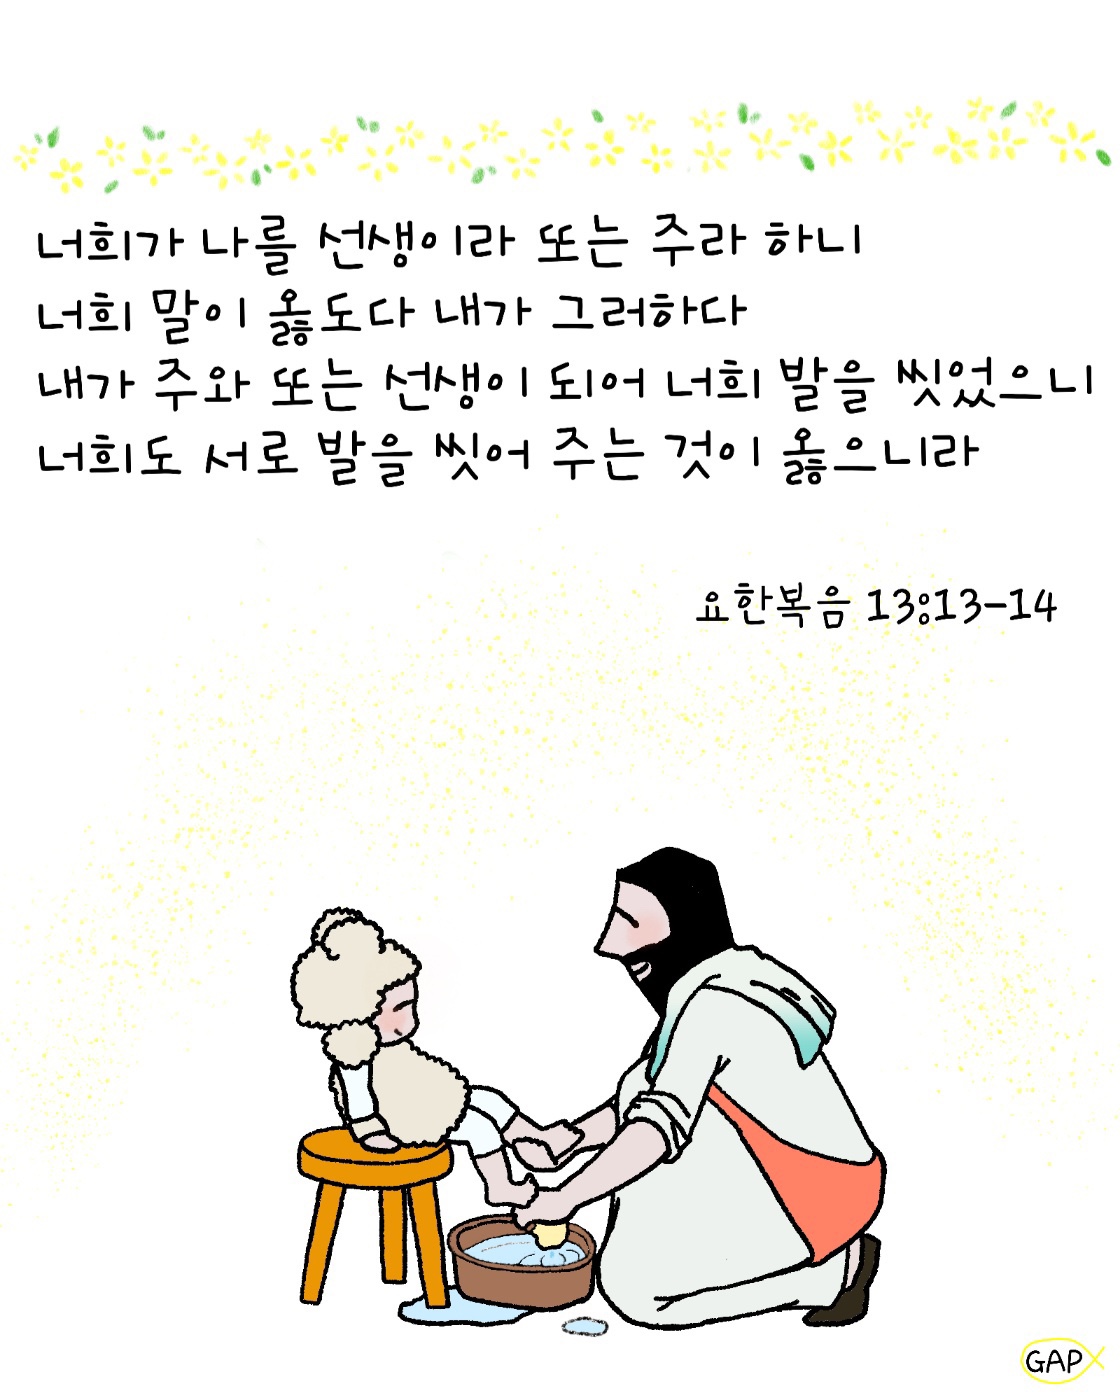 너희가 나를 선생이라 또는 주라 하니
너희 말이 옳도다 내가 그러하다
내가 주와 또는 선생이 되어 너희 발을 씻었으니
너희도 서로 발을 씻어 주는 것이 옳으니라
요한복음 13:13-14
GAP